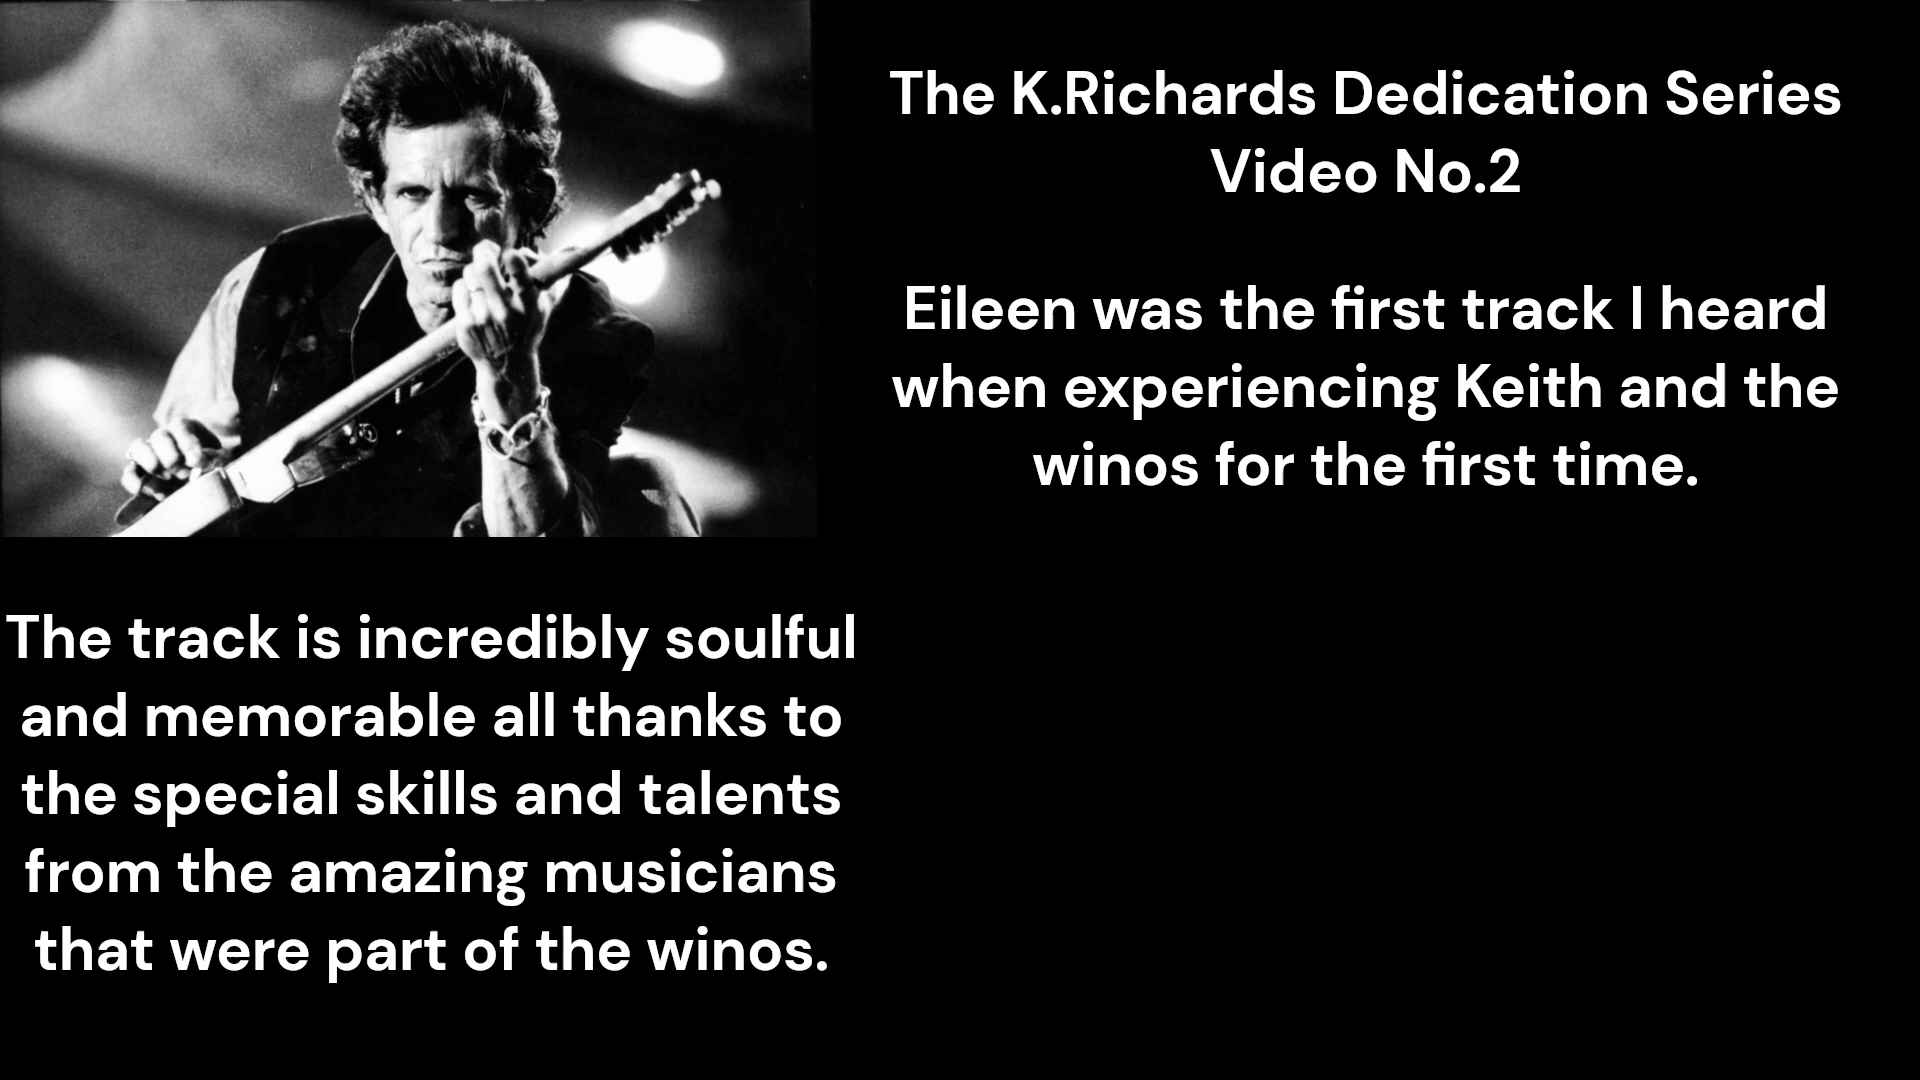 The K.Richards Dedication Series
Video No.2
Eileen was the first track I heard
when experiencing Keith and the
winos for the first time.
The track is incredibly soulful
and memorable all thanks to
the special skills and talents
from the amazing musicians
that were part of the winos.